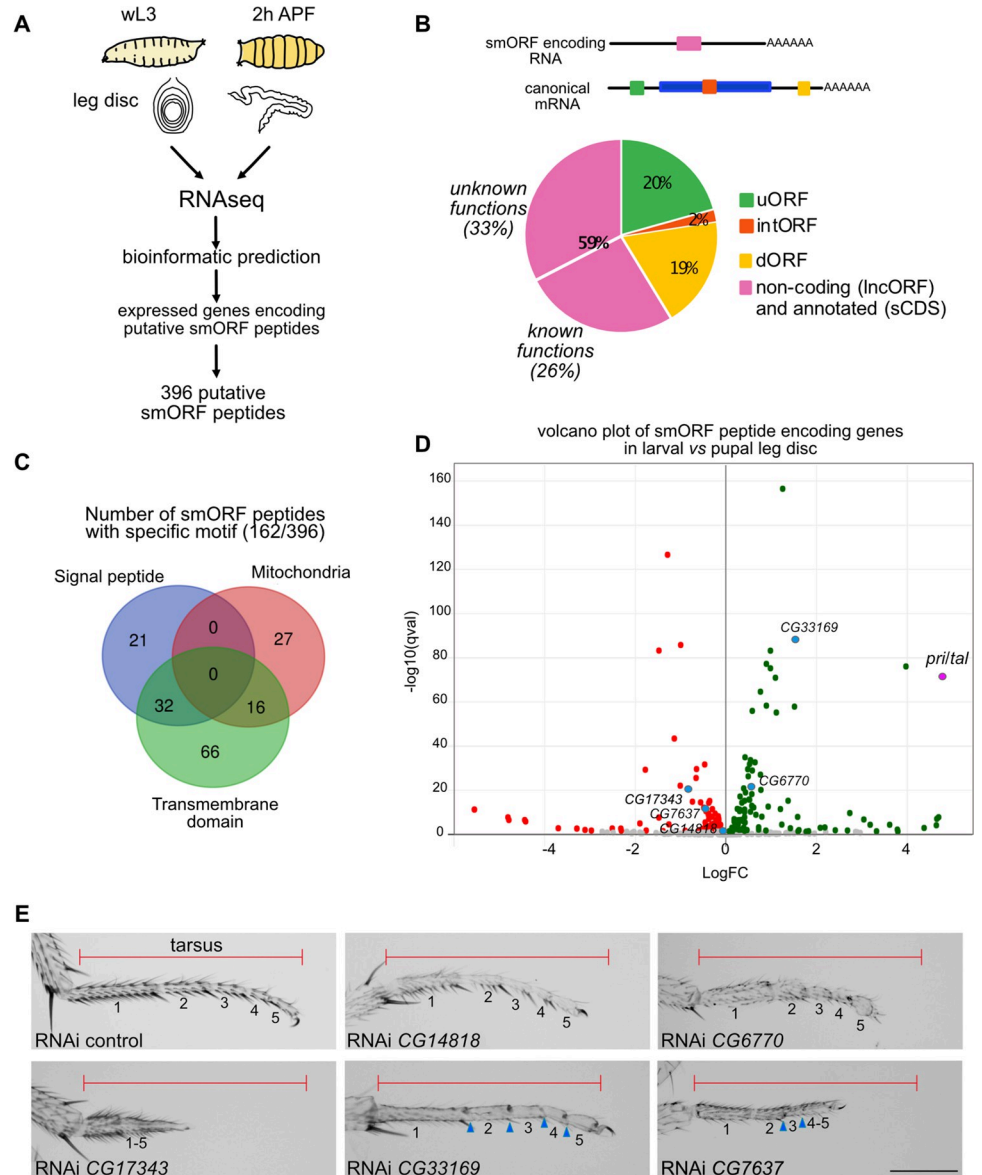 A
wL3
2h APF
leg disc
RNAseq
bioinformatic prediction
expressed genes encoding
putative smORF peptides
396 putative
smORF peptides
B
smORF encoding
RNA
AAAAAA
canonical
mRNA
AAAAAA
unknown
functions
(33%)
20%
2%
59%
19%
known
functions
(26%)
uORF
intORF
dORF
non-coding (lncORF)
and annotated (sCDS)
C
Number of smORF peptides
with specific motif (162/396)
Signal peptide
Mitochondria
21
0
27
0
32
16
66
Transmembrane
domain
D
volcano plot of smORF peptide encoding genes
in larval vs pupal leg disc
-log10(qval)
160
140
120
100
80
60
40
20
0
CG33169
pri/tal
CG6770
CG17343
CG7637
CG14818
-4
-2
0
2
4
LogFC
E
tarsus
1 2 3 4 5
RNAi control
1 2 3 4 5
RNAi CG14818
1 2 3 4 5
RNAi CG6770
1-5
RNAi CG17343
1 2 3 4 5
RNAi CG33169
1 2 3 4-5
RNAi CG7637